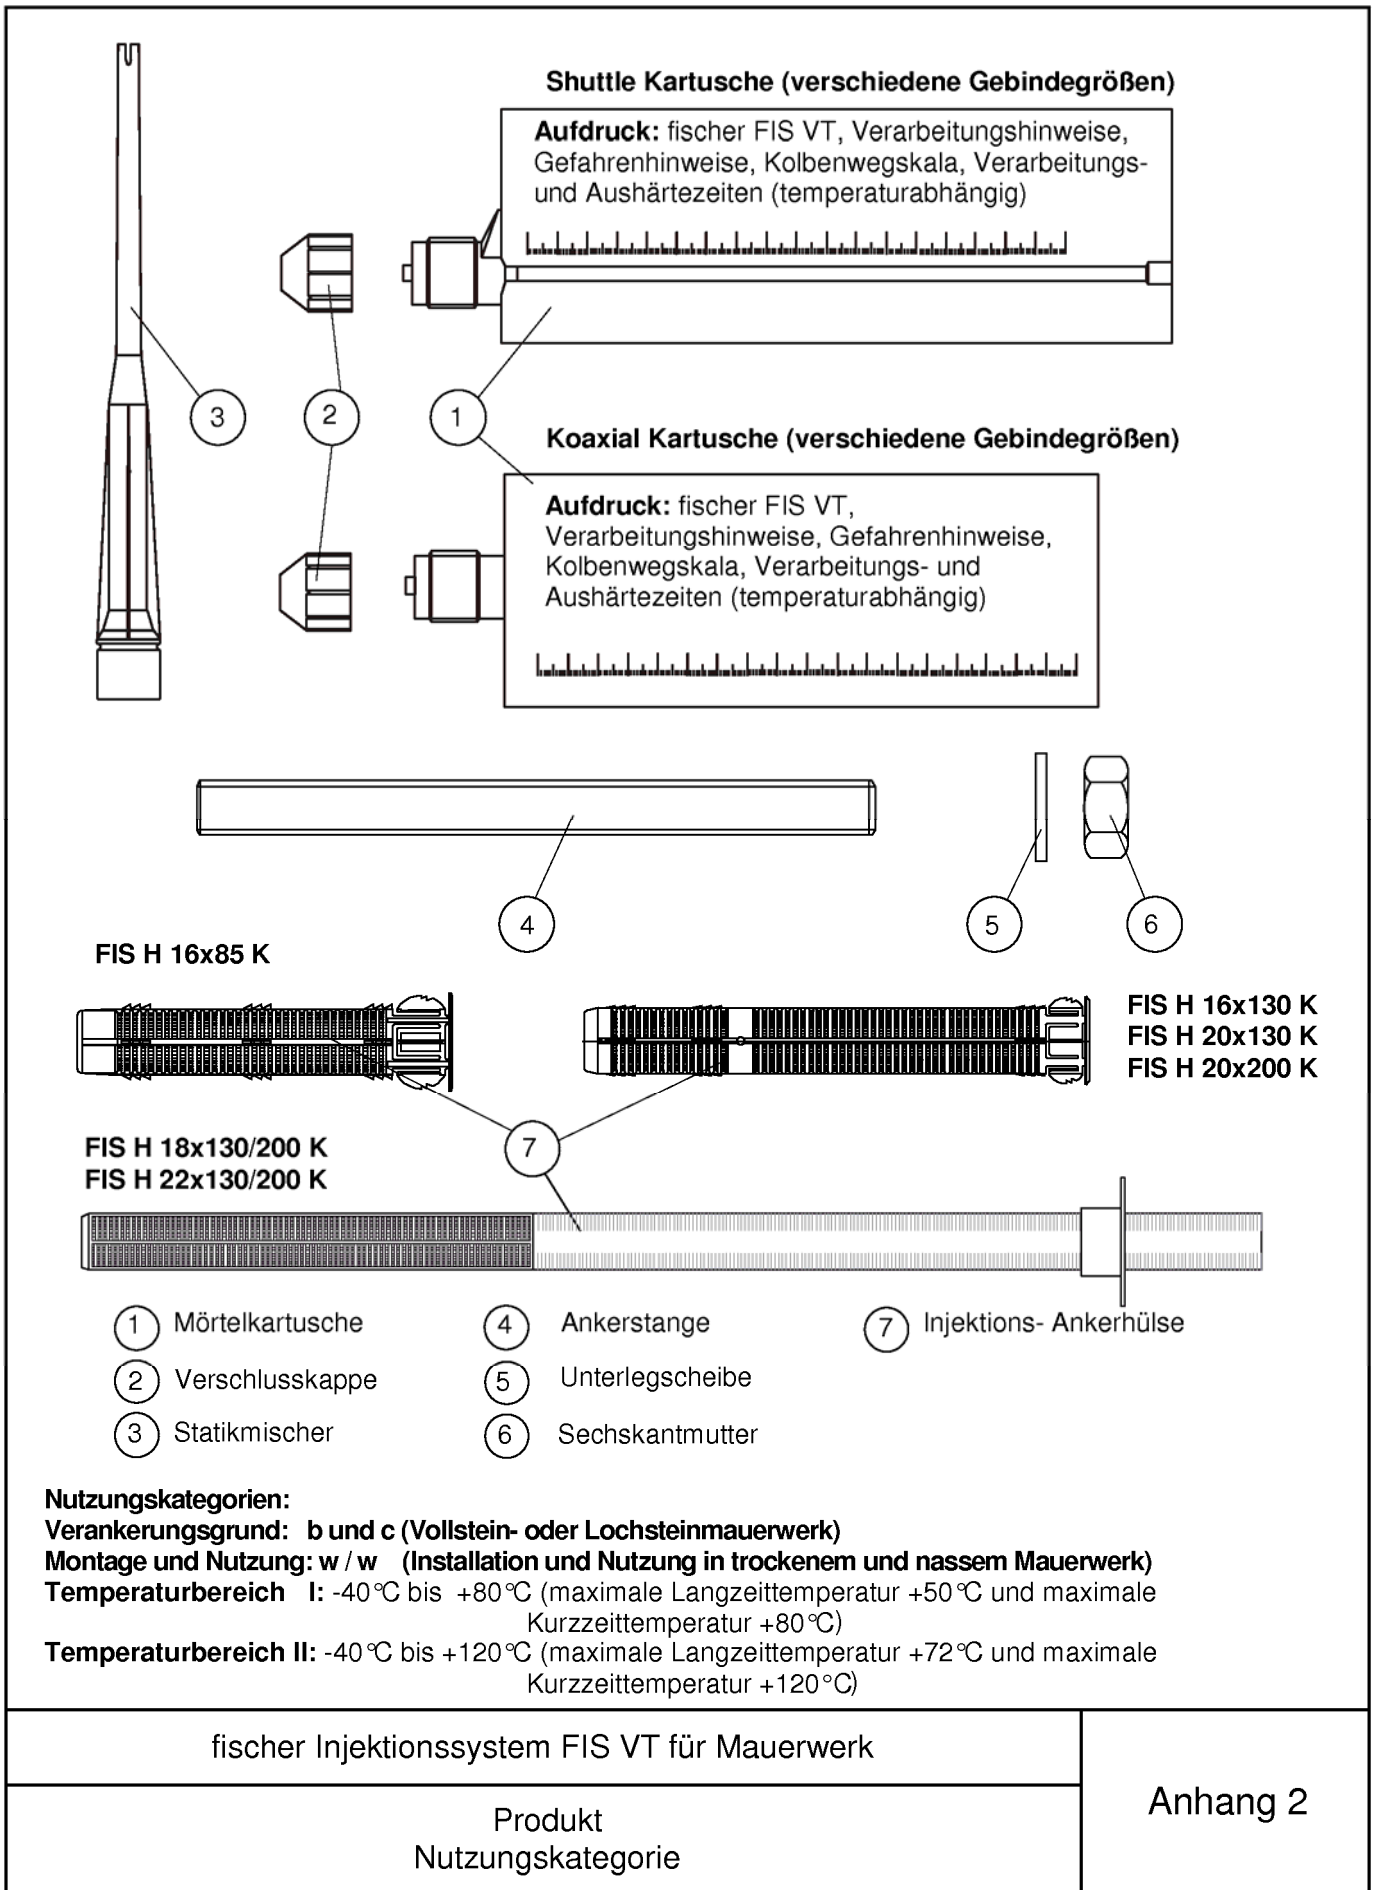 Shuttle Kartusche (verschiedene Gebindegrößen)
Aufdruck: fischer FIS VT, Verarbeitungshinweise,
Gefahrenhinweise, Kolbenwegskala, Verarbeitungs-
und Aushärtezeiten (temperaturabhängig)
3
2
1
Koaxial Kartusche (verschiedene Gebindegrößen)
Aufdruck: fischer FIS VT,
Verarbeitungshinweise, Gefahrenhinweise,
Kolbenwegskala, Verarbeitungs- und
Aushärtezeiten (temperaturabhängig)
4
5
6
FIS H 16x85 K
FIS H 16x130 K
FIS H 20x130 K
FIS H 20x200 K
7
FIS H 18x130/200 K
FIS H 22x130/200 K
1 Mörtelkartusche
2 Verschlusskappe
3 Statikmischer
4 Ankerstange
5 Unterlegscheibe
6 Sechskantmutter
7 Injektions- Ankerhülse
Nutzungskategorien:
Verankerungsgrund: b und c (Vollstein- oder Lochsteinmauerwerk)
Montage und Nutzung: w / w (Installation und Nutzung in trockenem und nassem Mauerwerk)
Temperaturbereich I: -40°C bis +80°C (maximale Langzeittemperatur +50°C und maximale
Kurzzeittemperatur +80°C)
Temperaturbereich II: -40°C bis +120°C (maximale Langzeittemperatur +72°C und maximale
Kurzzeittemperatur +120°C)
fischer Injektionssystem FIS VT für Mauerwerk
Produkt
Nutzungskategorie
Anhang 2